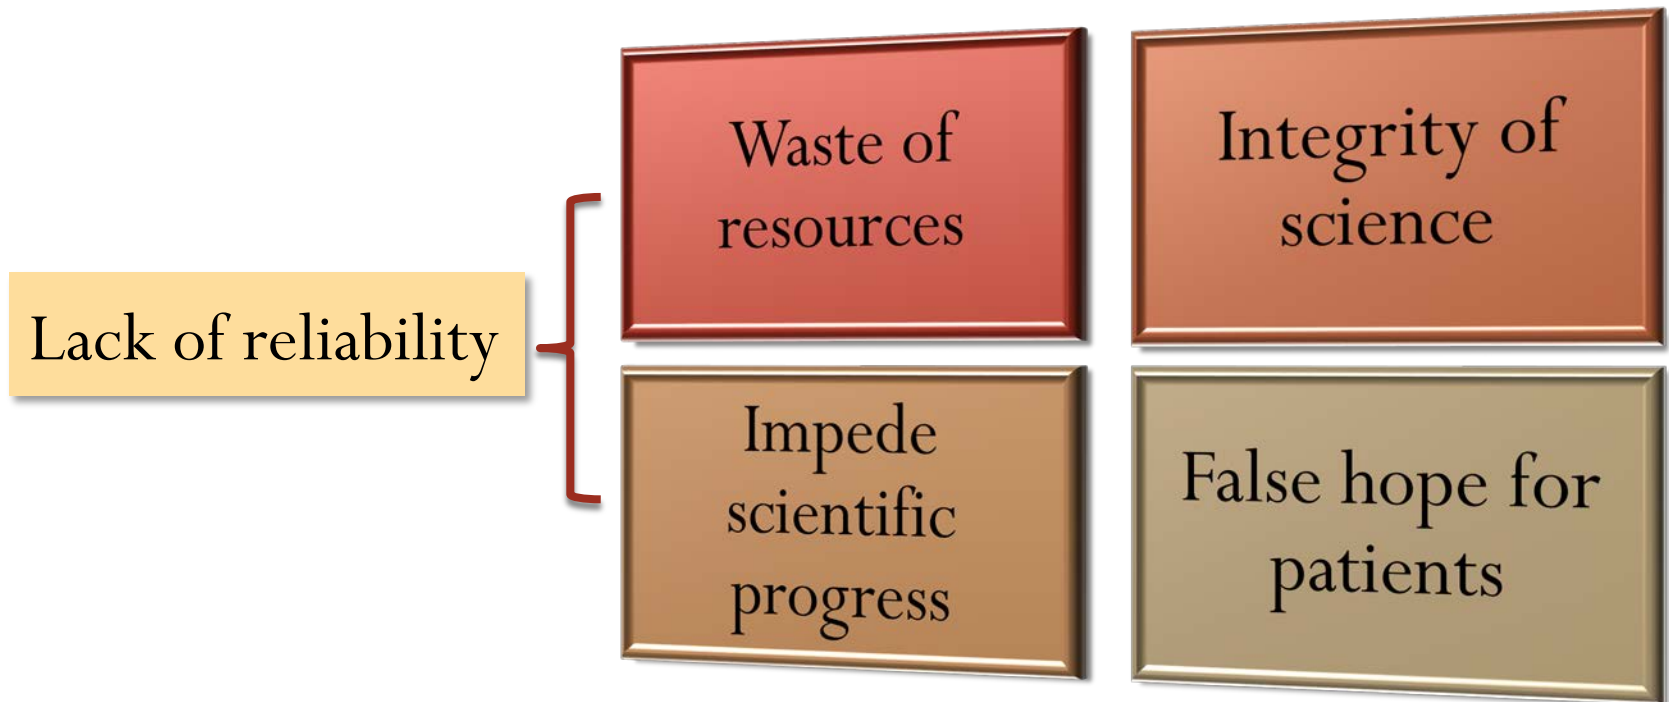 Lack of reliability
Waste of
resources
Integrity of
science
Impede
scientific
progress
False hope for
patients